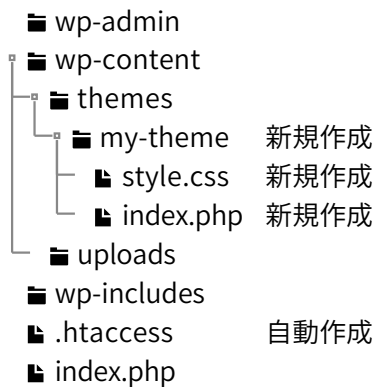 wp-admin
wp-content
themes
my-theme 新規作成
style.css 新規作成
index.php 新規作成
uploads
wp-includes
.htaccess 自動作成
index.php